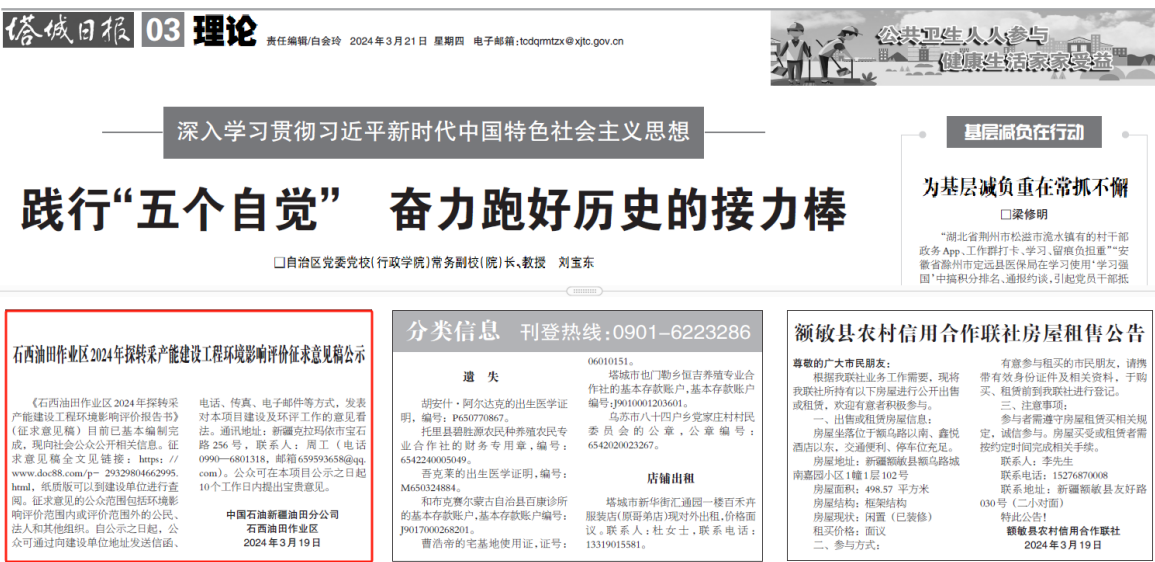 塔城日报 03 理论 责任编辑/白会玲 2024年3月21日 星期四 电子邮箱:tcdqrmtzx@xjtc.gov.cn
公共卫生人人参与
健康生活家家受益
深入学习贯彻习近平新时代中国特色社会主义思想
践行“五个自觉” 奋力跑好历史的接力棒
□自治区党委党校(行政学院)常务副校(院)长、教授 刘宝东
基层减负在行动
为基层减负重在常抓不懈
□梁修明
“湖北省荆州市松滋市洈水镇有的村干部
政务App、工作群打卡、学习、留痕负担重”“安
徽省滁州市定远县医保局在学习使用‘学习强
国’中搞积分排名、通报约谈,引起党员干部抵
石西油田作业区2024年探转采产能建设工程环境影响评价征求意见稿公示
《石西油田作业区2024年探转采
产能建设工程环境影响评价报告书》
(征求意见稿)目前已基本编制完
成,现向社会公众公开相关信息。征
求意见稿全文见链接:https://
www.doc88.com/p-29329804662995.
html,纸质版可以到建设单位进行查
阅。征求意见的公众范围包括环境影
响评价范围内或评价范围外的公民、
法人和其他组织。自公示之日起,公
众可通过向建设单位地址发送信函、
电话、传真、电子邮件等方式,发表
对本项目建设及环评工作的意见看
法。通讯地址:新疆克拉玛依市宝石
路256号,联系人:周工(电话
0990—6801318,邮箱659593658@qq.
com)。公众可在本项目公示之日起
10个工作日内提出宝贵意见。
中国石油新疆油田分公司
石西油田作业区
2024年3月19日
分类信息 刊登热线:0901-6223286
遗 失
胡安什·阿尔达克的出生医学证
明,编号:P650770867。
托里县碧胜源农民种养殖农民专
业合作社的财务专用章,编号:
6542240005049。
吾克莱的出生医学证明,编号:
M650324884。
和布克赛尔蒙古自治县百康诊所
的基本存款账户,基本存款账户编号:
J9017000268201。
曹浩帝的宅基地使用证,证号:
06010151。
塔城市也门勒乡恒吉养殖专业合
作社的基本存款账户,基本存款账户
编号:J9010001203601。
乌苏市八十四户乡党家庄村村民
委员会的公章,公章编号:
6542020023267。
店铺出租
塔城市新华街汇通园一楼百禾卉
服装店(原哥弟店)现对外出租,价格面
议。联系人:杜女士,联系电话:
13319015581。
额敏县农村信用合作联社房屋租售公告
尊敬的广大市民朋友:
根据我联社业务工作需要,现将
我联社所持有以下房屋进行公开出售
或租赁,欢迎有意者积极参与。
一、出售或租赁房屋信息:
房屋坐落位于额乌路以南、鑫悦
酒店以东,交通便利、停车位充足。
房屋地址:新疆额敏县额乌路城
南嘉园小区1幢1层102号
房屋面积:498.57 平方米
房屋结构:框架结构
房屋现状:闲置(已装修)
租买价格:面议
二、参与方式:
有意参与租买的市民朋友,请携
带有效身份证件及相关资料,于购
买、租赁前到我联社进行登记。
三、注意事项:
参与者需遵守房屋租赁买相关规
定,诚信参与。房屋买受或租赁者需
按约定时间完成相关手续。
联系人:李先生
联系电话:15276870008
联系地址:新疆额敏县友好路
030号(二小对面)
特此公告!
额敏县农村信用合作联社
2024年3月19日